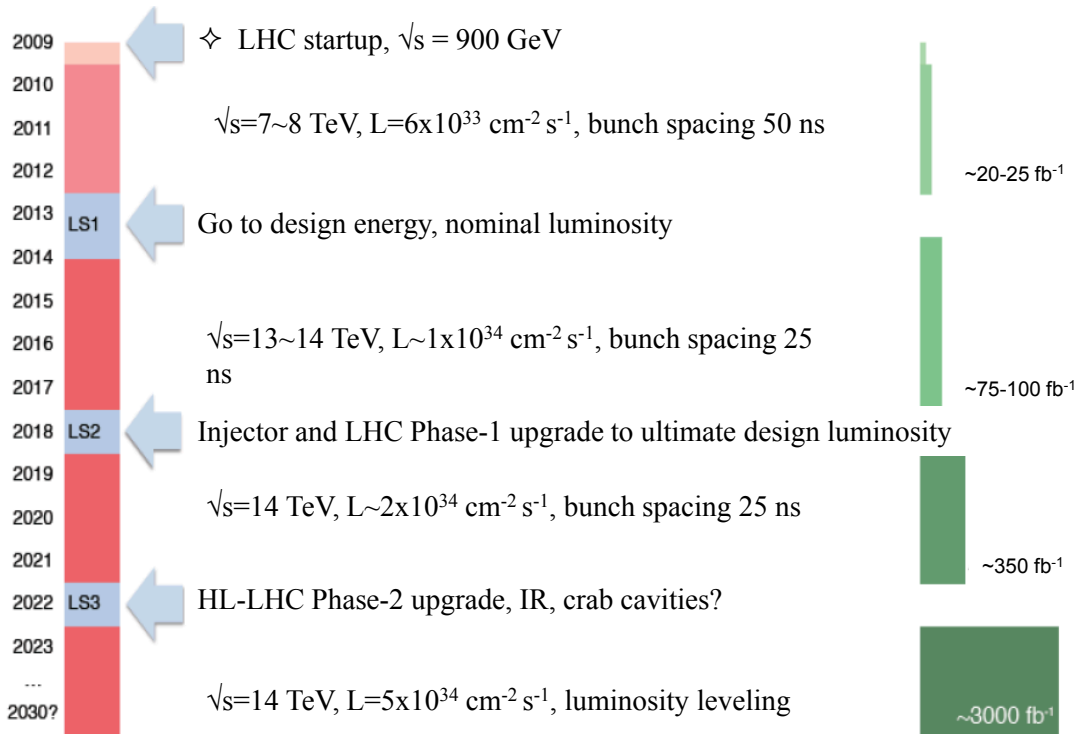 2009
✧ LHC startup, √s = 900 GeV
2010
2011
√s=7~8 TeV, L=6x10³³ cm⁻² s⁻¹, bunch spacing 50 ns
2012
~20-25 fb⁻¹
2013
LS1
Go to design energy, nominal luminosity
2014
2015
2016
√s=13~14 TeV, L~1x10³⁴ cm⁻² s⁻¹, bunch spacing 25
ns
2017
~75-100 fb⁻¹
2018
LS2
Injector and LHC Phase-1 upgrade to ultimate design luminosity
2019
2020
√s=14 TeV, L~2x10³⁴ cm⁻² s⁻¹, bunch spacing 25 ns
2021
~350 fb⁻¹
2022
LS3
HL-LHC Phase-2 upgrade, IR, crab cavities?
2023
...
√s=14 TeV, L=5x10³⁴ cm⁻² s⁻¹, luminosity leveling
2030?
~3000 fb⁻¹